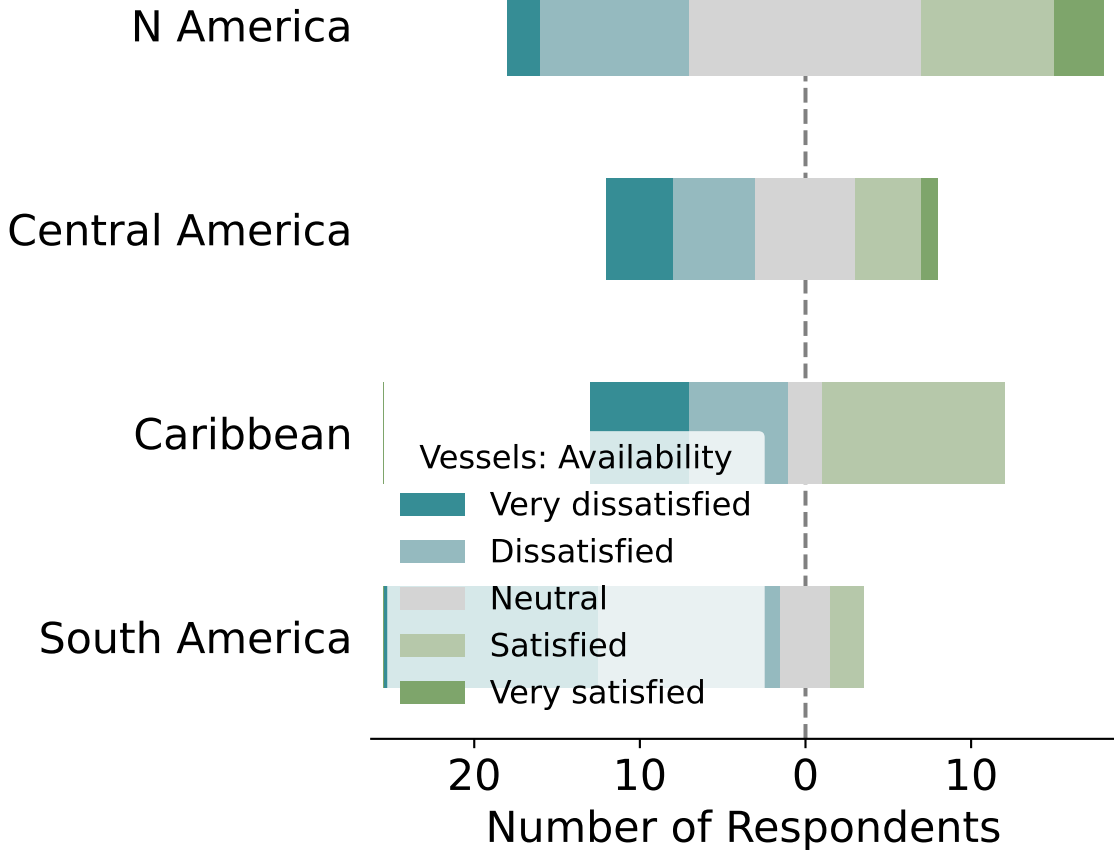 N America
Central America
Caribbean
South America
Vessels: Availability
Very dissatisfied
Dissatisfied
Neutral
Satisfied
Very satisfied
20 10 0 10
Number of Respondents